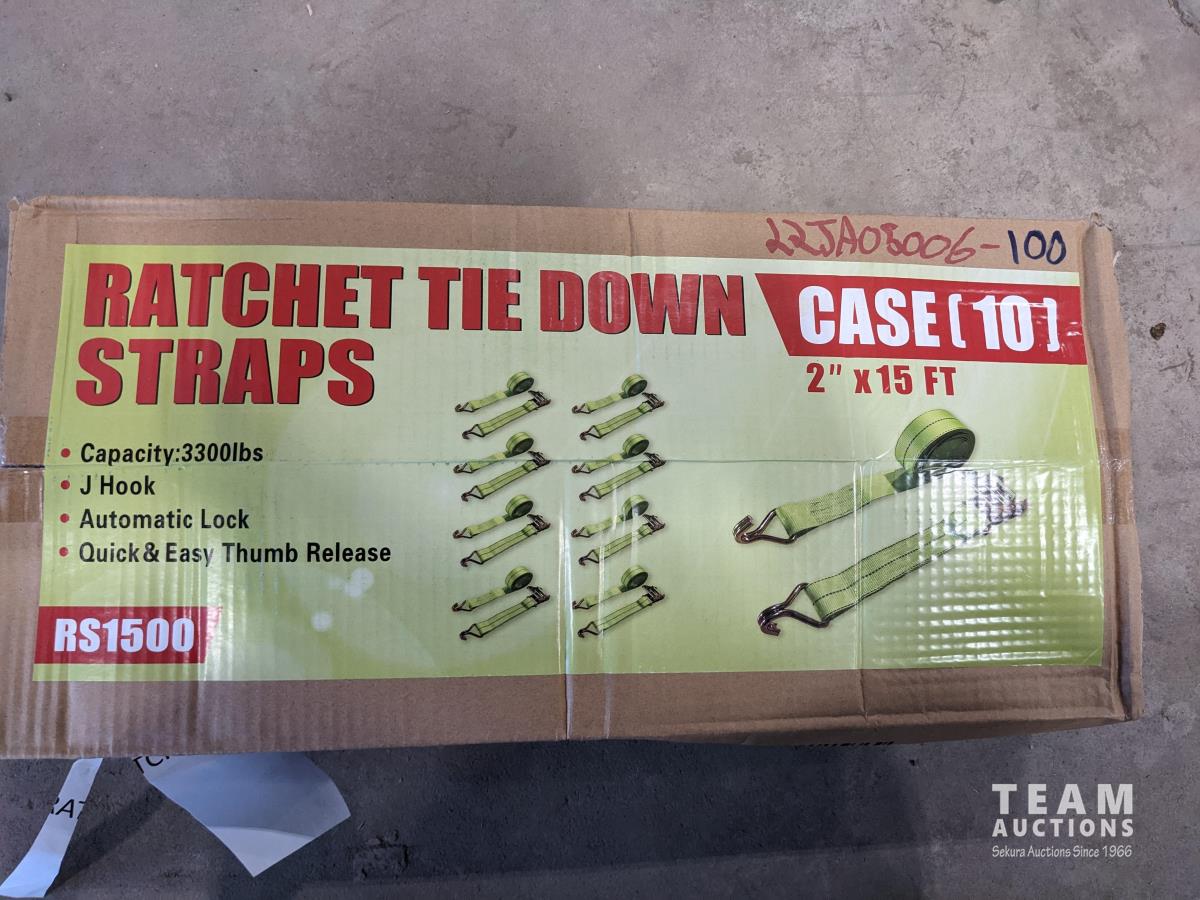 22JA08006-100
RATCHET TIE DOWN
STRAPS
CASE(10)
2" X 15 FT
• Capacity:3300lbs
• J Hook
• Automatic Lock
• Quick & Easy Thumb Release
RS1500
TEAM
AUCTIONS
Sekura Auctions Since 1966